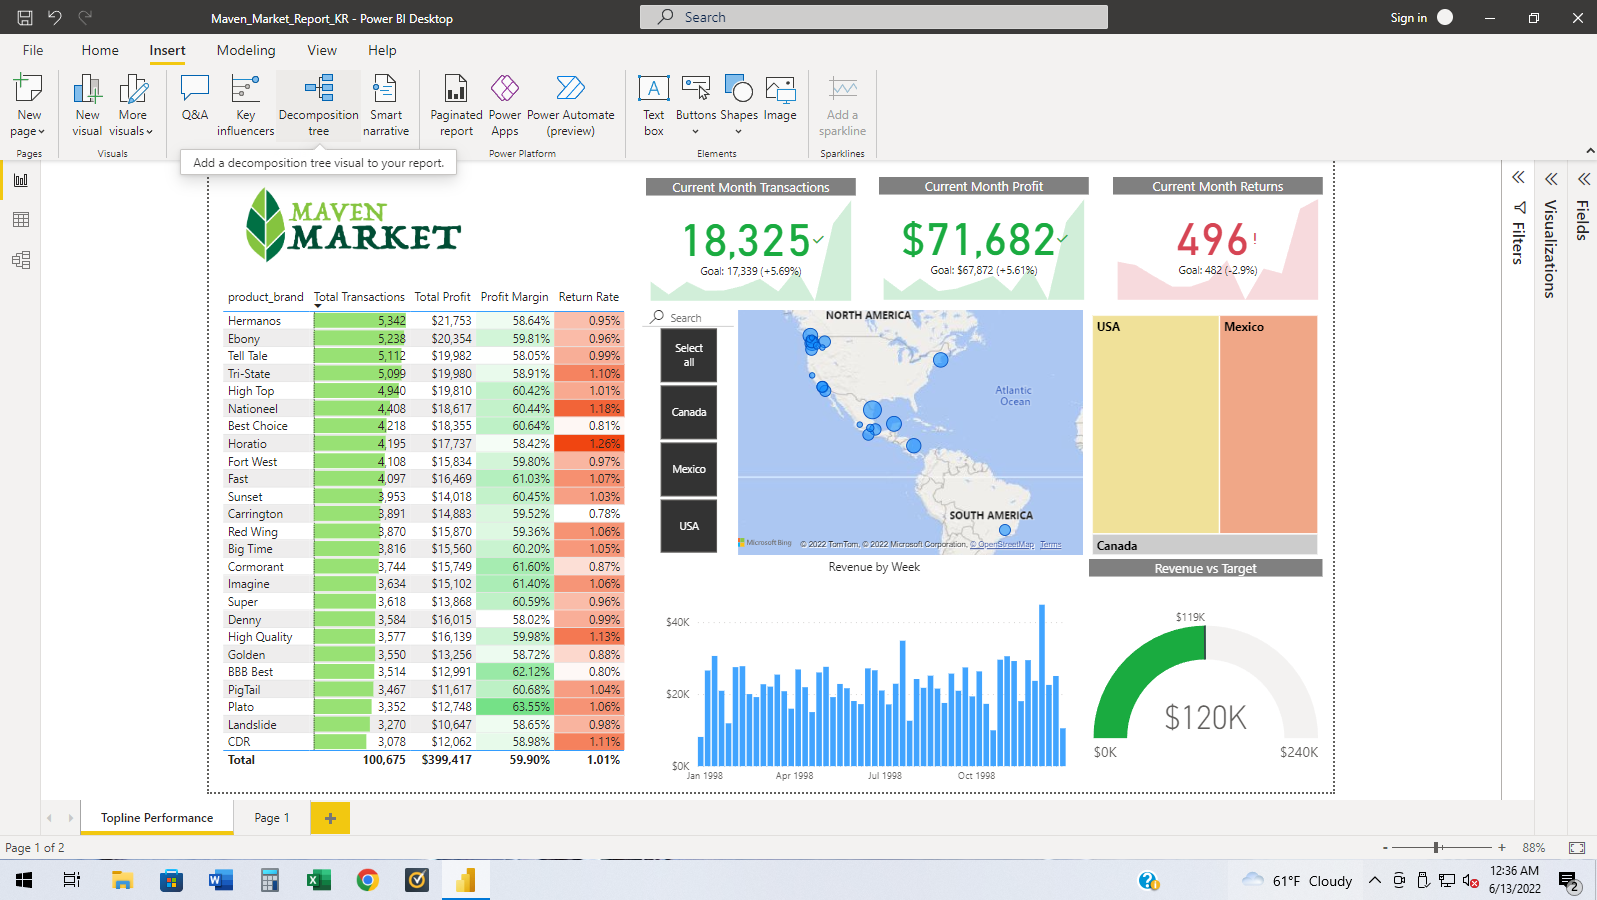 Maven_Market_Report_KR - Power BI Desktop
Search
Sign in
File Home Insert Modeling View Help
New page
New visual
More visuals
Q&A
Key influencers
Decomposition tree
Smart narrative
Paginated report
Power Apps
Power Automate (preview)
Text box
Buttons
Shapes
Image
Add a sparkline
Pages
Visuals
Power Platform
Elements
Sparklines
Add a decomposition tree visual to your report.
MAVEN
MARKET
Current Month Transactions
18,325
Goal: 17,339 (+5.69%)
Current Month Profit
$71,682
Goal: $67,872 (+5.61%)
Current Month Returns
496!
Goal: 482 (-2.9%)
Filters
Visualizations
Fields
product_brand Total Transactions Total Profit Profit Margin Return Rate
Hermanos 5,342 $21,753 58.64% 0.95%
Ebony 5,238 $20,354 59.81% 0.96%
Tell Tale 5,112 $19,982 58.05% 0.99%
Tri-State 5,099 $19,980 58.91% 1.10%
High Top 4,940 $19,810 60.42% 1.01%
Nationeel 4,408 $18,617 60.44% 1.18%
Best Choice 4,218 $18,355 60.64% 0.81%
Horatio 4,195 $17,737 58.42% 1.26%
Fort West 4,108 $15,834 59.80% 0.97%
Fast 4,097 $16,469 61.03% 1.07%
Sunset 3,953 $14,018 60.45% 1.03%
Carrington 3,891 $14,883 59.52% 0.78%
Red Wing 3,870 $15,870 59.36% 1.06%
Big Time 3,816 $15,560 60.20% 1.05%
Cormorant 3,744 $15,749 61.60% 0.87%
Imagine 3,634 $15,102 61.40% 1.06%
Super 3,618 $13,868 60.59% 0.96%
Denny 3,584 $16,015 58.02% 0.99%
High Quality 3,577 $16,139 59.98% 1.13%
Golden 3,550 $13,256 58.72% 0.88%
BBB Best 3,514 $12,991 62.12% 0.80%
PigTail 3,467 $11,617 60.68% 1.04%
Plato 3,352 $12,748 63.55% 1.06%
Landslide 3,270 $10,647 58.65% 0.98%
CDR 3,078 $12,062 58.98% 1.11%
Total 100,675 $399,417 59.90% 1.01%
Search
Select all
Canada
Mexico
USA
NORTH AMERICA
Atlantic
Ocean
SOUTH AMERICA
Microsoft Bing
© 2022 TomTom, © 2022 Microsoft Corporation, © OpenStreetMap Terms
USA
Mexico
Canada
Revenue by Week
$40K
$20K
$0K
Jan 1998 Apr 1998 Jul 1998 Oct 1998
Revenue vs Target
$119K
$120K
$0K $240K
Topline Performance
Page 1
+
Page 1 of 2
- + 88%
61°F Cloudy
12:36 AM
6/13/2022
2